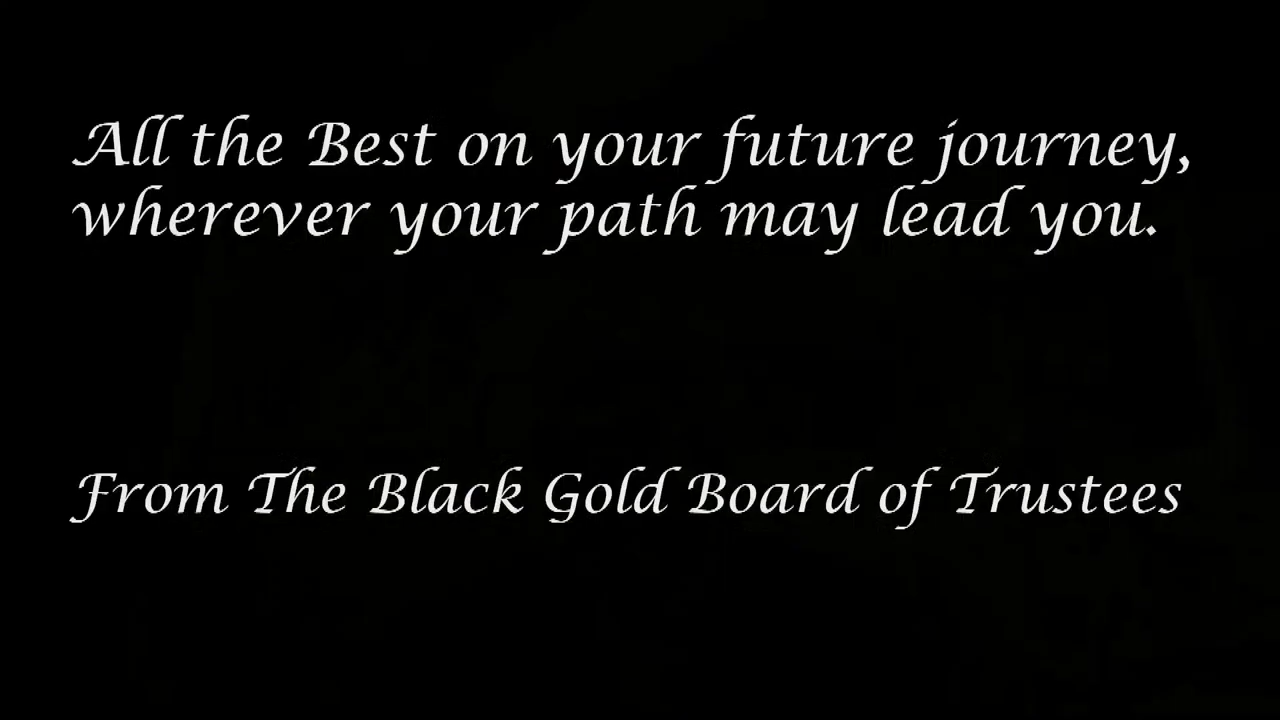 All the Best on your future journey,
wherever your path may lead you.
From The Black Gold Board of Trustees